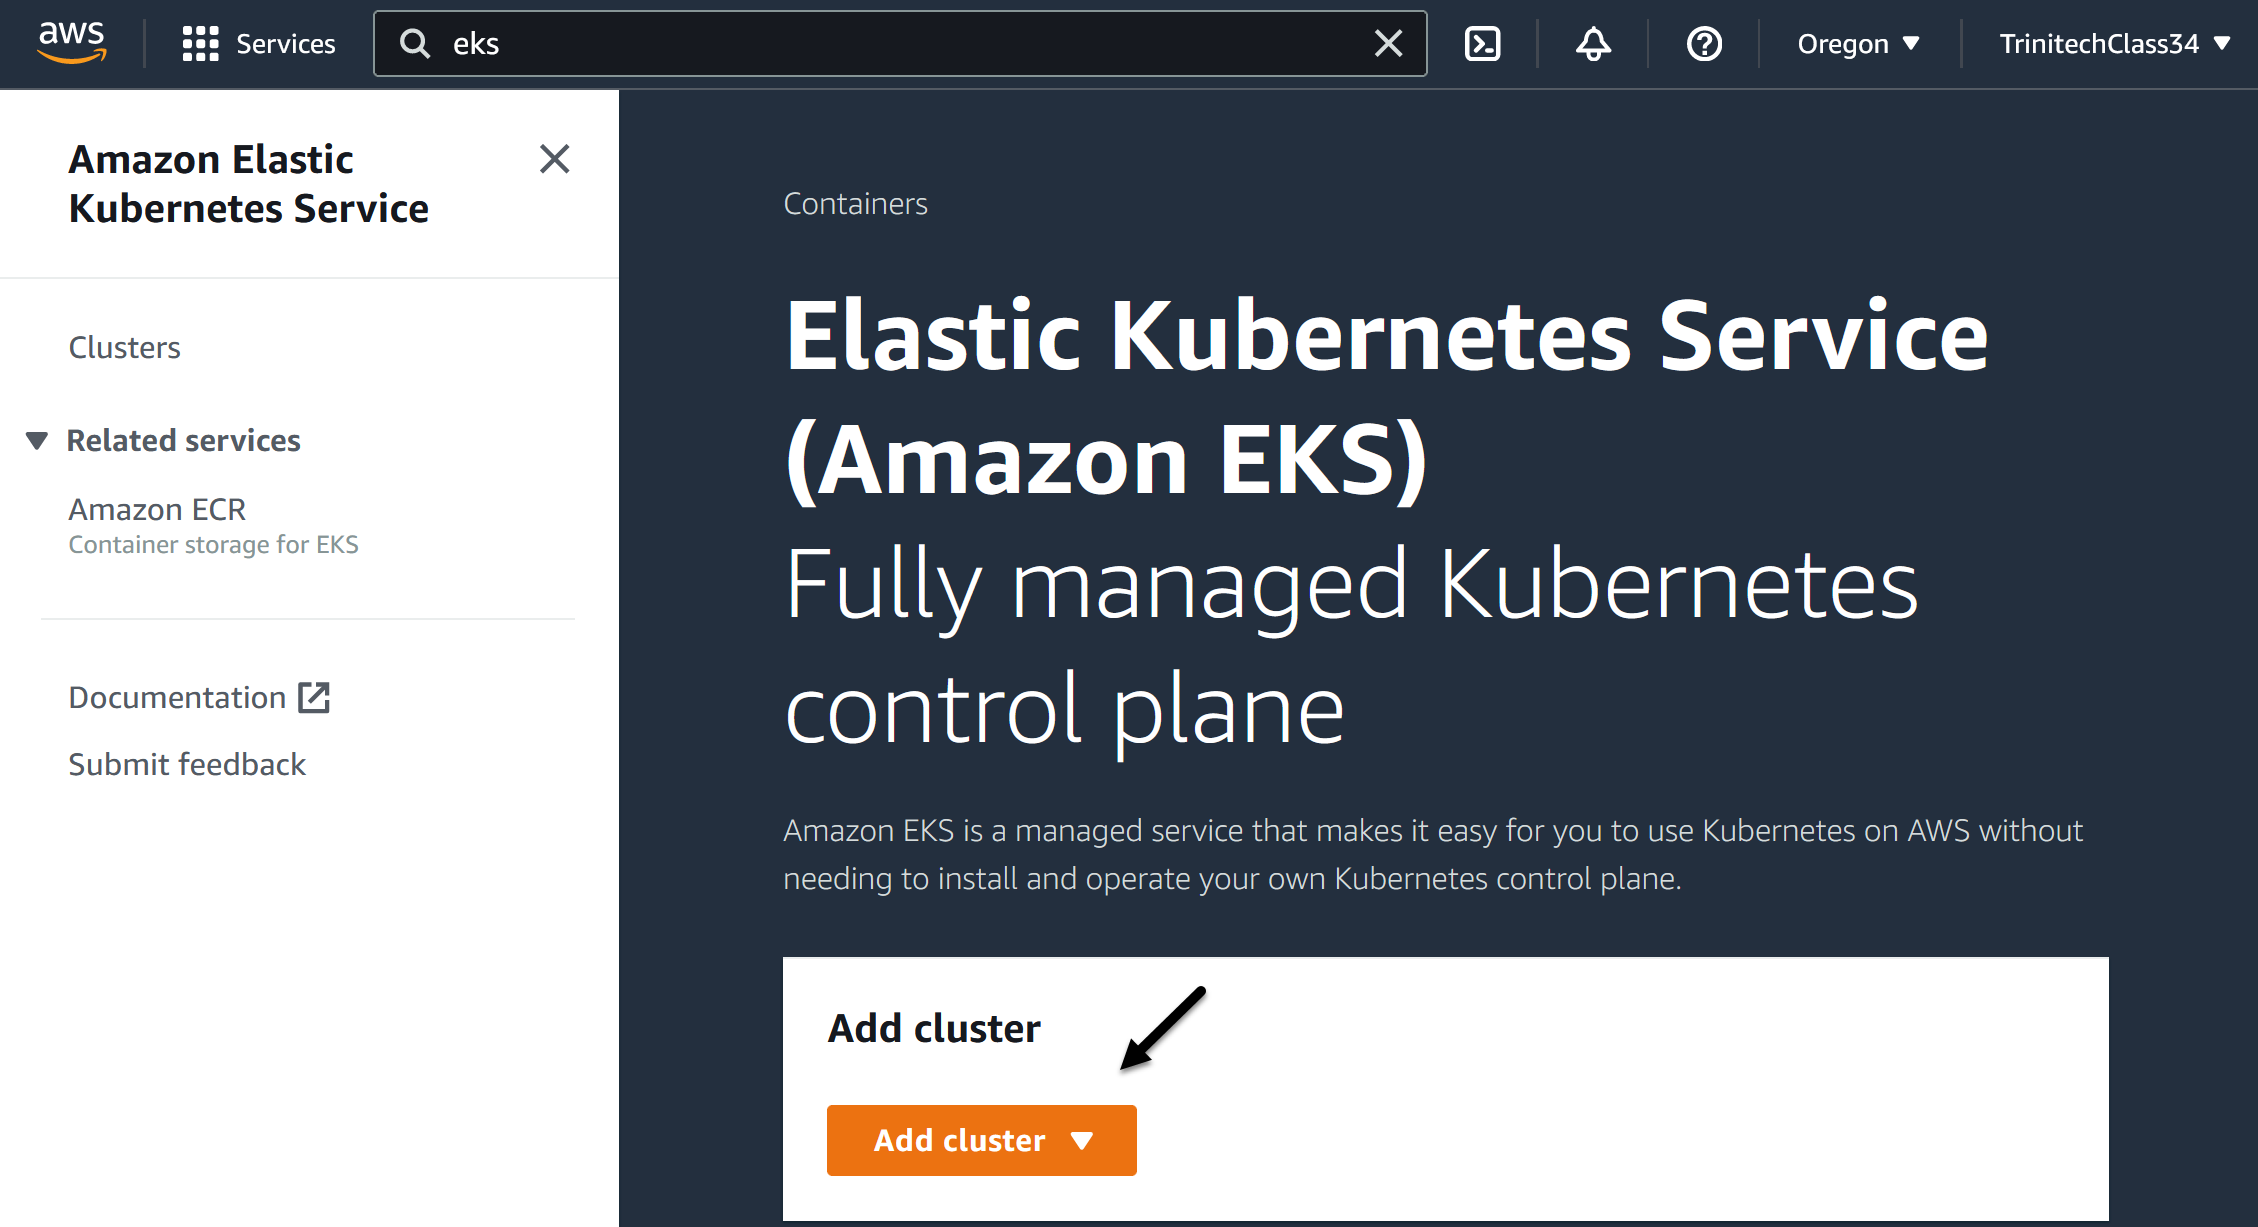 aws
Services
eks
Oregon
TrinitechClass34
Amazon Elastic
Kubernetes Service
Clusters
Related services
Amazon ECR
Container storage for EKS
Documentation
Submit feedback
Containers
Elastic Kubernetes Service
(Amazon EKS)
Fully managed Kubernetes
control plane
Amazon EKS is a managed service that makes it easy for you to use Kubernetes on AWS without
needing to install and operate your own Kubernetes control plane.
Add cluster
Add cluster